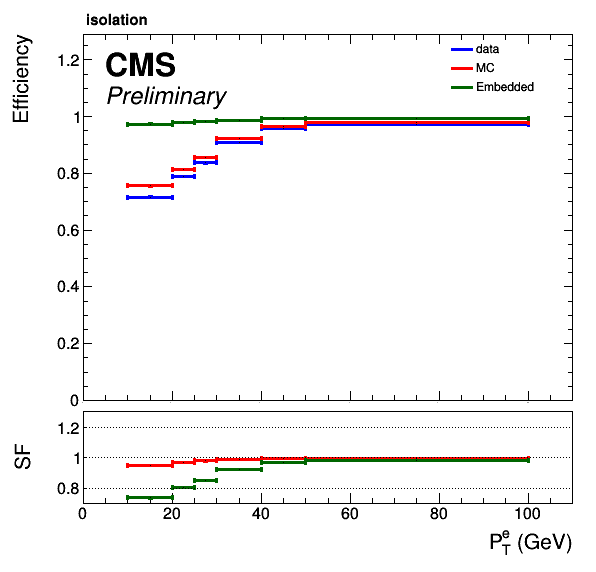 isolation
CMS
Preliminary
data
MC
Embedded
Efficiency
1.2
1
0.8
0.6
0.4
0.2
0
SF
1.2
1
0.8
0 20 40 60 80 100
P_T^e (GeV)